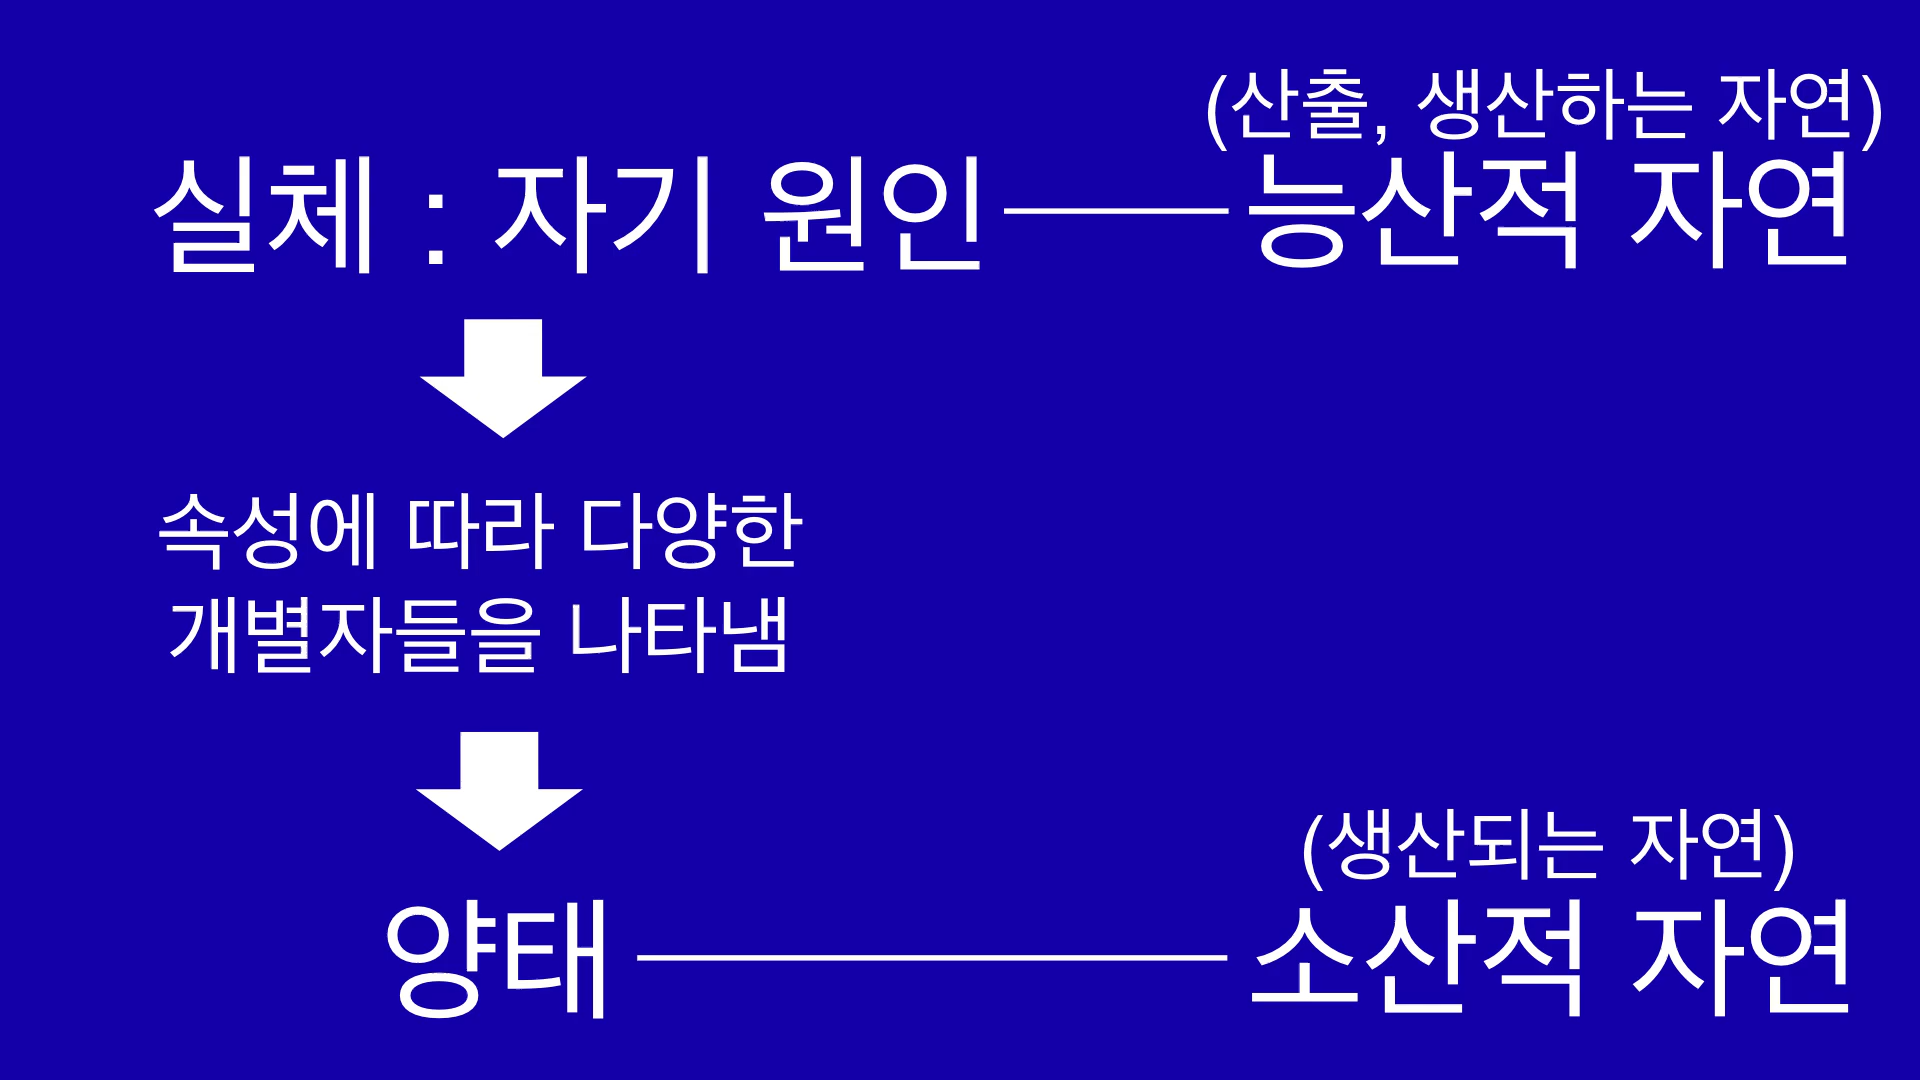 (산출, 생산하는 자연)
실체 : 자기 원인
능산적 자연
속성에 따라 다양한
개별자들을 나타냄
(생산되는 자연)
양태
소산적 자연